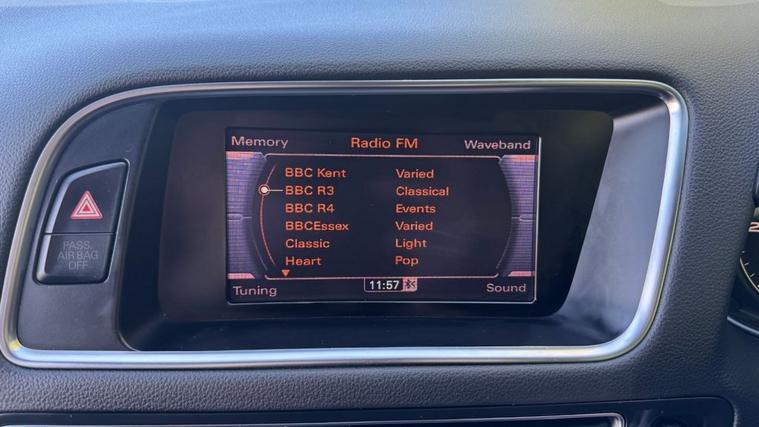 Memory Radio FM Waveband
BBC Kent Varied
BBC R3 Classical
BBC R4 Events
BBCEssex Varied
Classic Light
Heart Pop
Tuning 11:57 Sound
PASS.
AIR BAG
OFF
2